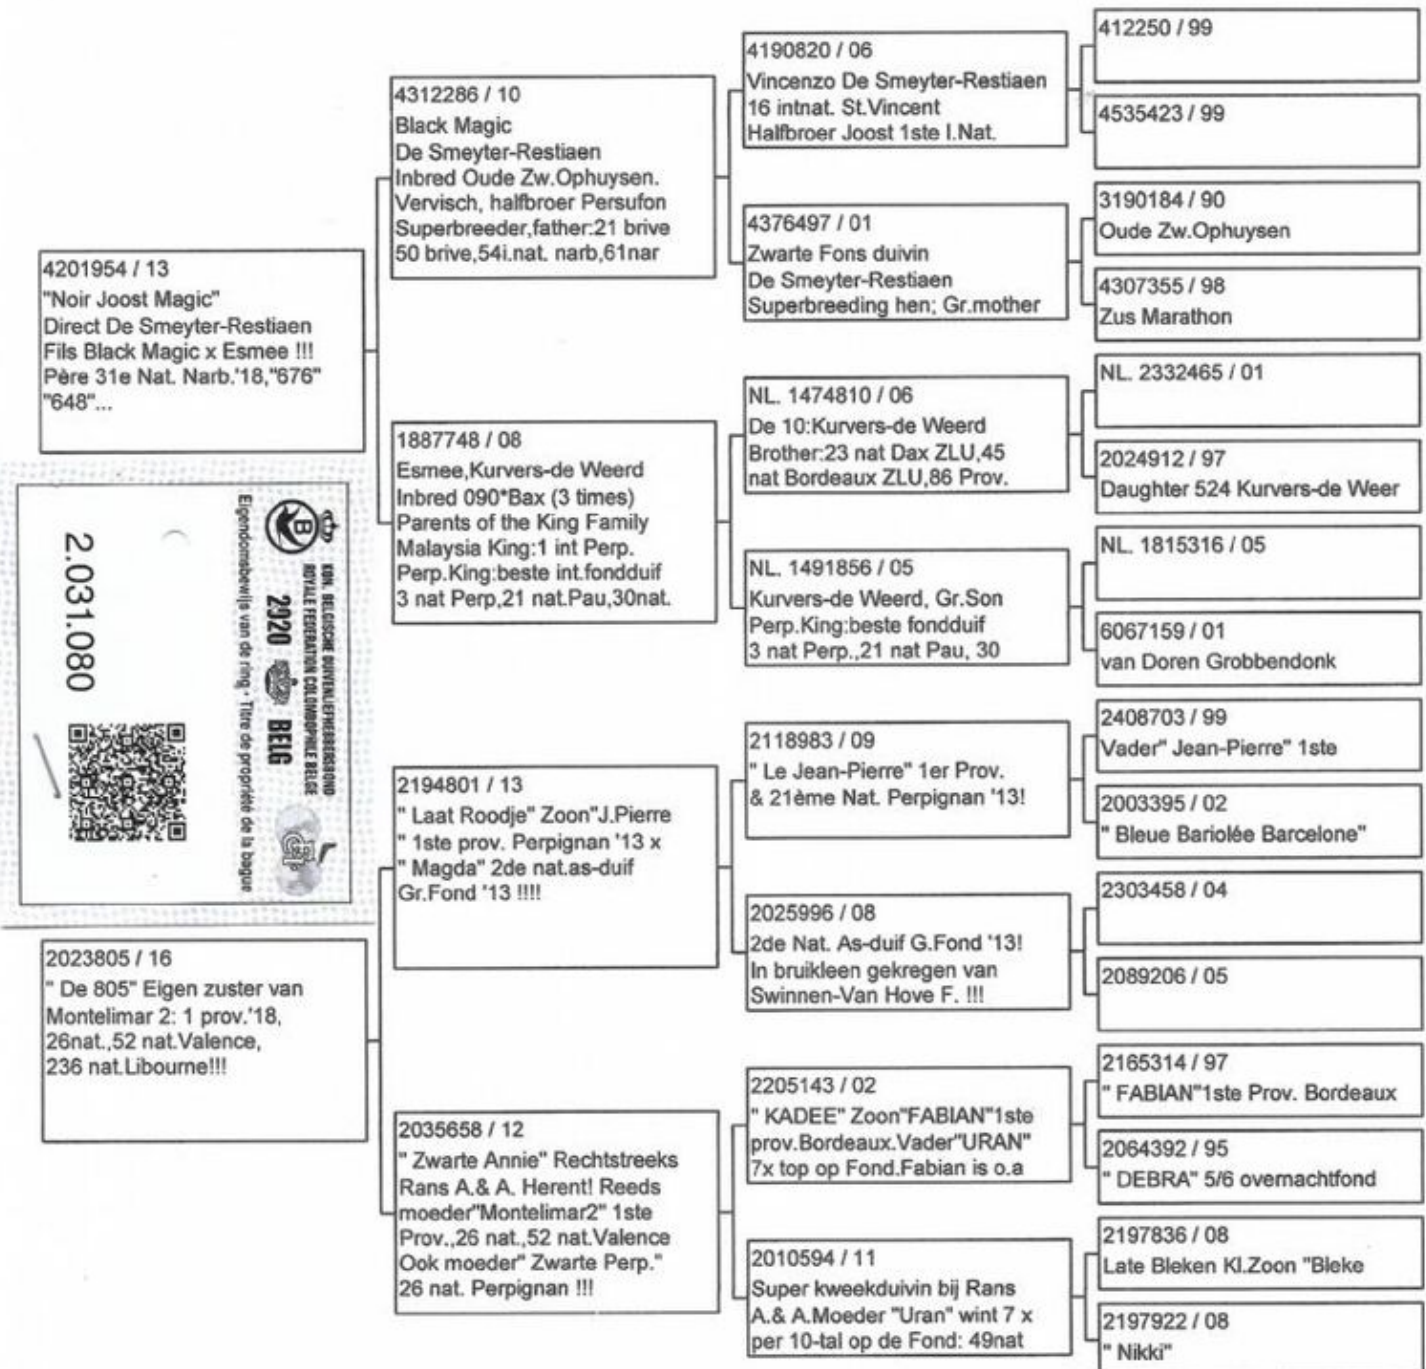 4201954 / 13
"Noir Joost Magic"
Direct De Smeyter-Restiaen
Fils Black Magic x Esmee !!!
Père 31e Nat. Narb.'18,"676"
"648"...
2.031.080
KON. BELGISCHE DUIVENLIEFHEBBERSBOND
ROYALE FEDERATION COLOMBOPHILE BELGE
2020 BELG
Eigendomsbewijs van de ring - Titre de propriété de la bague
2023805 / 16
" De 805" Eigen zuster van
Montelimar 2: 1 prov.'18,
26nat.,52 nat.Valence,
236 nat.Libourne!!!
4312286 / 10
Black Magic
De Smeyter-Restiaen
Inbred Oude Zw.Ophuysen.
Vervisch, halfbroer Persufon
Superbreeder,father:21 brive
50 brive,54i.nat. narb,61nar
1887748 / 08
Esmee,Kurvers-de Weerd
Inbred 090*Bax (3 times)
Parents of the King Family
Malaysia King:1 int Perp.
Perp.King:beste int.fondduif
3 nat Perp,21 nat.Pau,30nat.
2194801 / 13
" Laat Roodje" Zoon"J.Pierre
" 1ste prov. Perpignan '13 x
" Magda" 2de nat.as-duif
Gr.Fond '13 !!!!
2035658 / 12
" Zwarte Annie" Rechtstreeks
Rans A.& A. Herent! Reeds
moeder"Montelimar2" 1ste
Prov.,26 nat.,52 nat.Valence
Ook moeder" Zwarte Perp."
26 nat. Perpignan !!!
4190820 / 06
Vincenzo De Smeyter-Restiaen
16 intnat. St.Vincent
Halfbroer Joost 1ste I.Nat.
4376497 / 01
Zwarte Fons duivin
De Smeyter-Restiaen
Superbreeding hen; Gr.mother
NL. 1474810 / 06
De 10:Kurvers-de Weerd
Brother:23 nat Dax ZLU,45
nat Bordeaux ZLU,86 Prov.
NL. 1491856 / 05
Kurvers-de Weerd, Gr.Son
Perp.King:beste fondduif
3 nat Perp.,21 nat Pau, 30
2118983 / 09
" Le Jean-Pierre" 1er Prov.
& 21ème Nat. Perpignan '13!
2025996 / 08
2de Nat. As-duif G.Fond '13!
In bruikleen gekregen van
Swinnen-Van Hove F. !!!
2205143 / 02
" KADEE" Zoon"FABIAN"1ste
prov.Bordeaux.Vader"URAN"
7x top op Fond.Fabian is o.a
2010594 / 11
Super kweekduivin bij Rans
A.& A.Moeder "Uran" wint 7 x
per 10-tal op de Fond: 49nat
412250 / 99
4535423 / 99
3190184 / 90
Oude Zw.Ophuysen
4307355 / 98
Zus Marathon
NL. 2332465 / 01
2024912 / 97
Daughter 524 Kurvers-de Weer
NL. 1815316 / 05
6067159 / 01
van Doren Grobbendonk
2408703 / 99
Vader" Jean-Pierre" 1ste
2003395 / 02
" Bleue Bariolée Barcelone"
2303458 / 04
2089206 / 05
2165314 / 97
" FABIAN"1ste Prov. Bordeaux
2064392 / 95
" DEBRA" 5/6 overnachtfond
2197836 / 08
Late Bleken Kl.Zoon "Bleke
2197922 / 08
" Nikki"